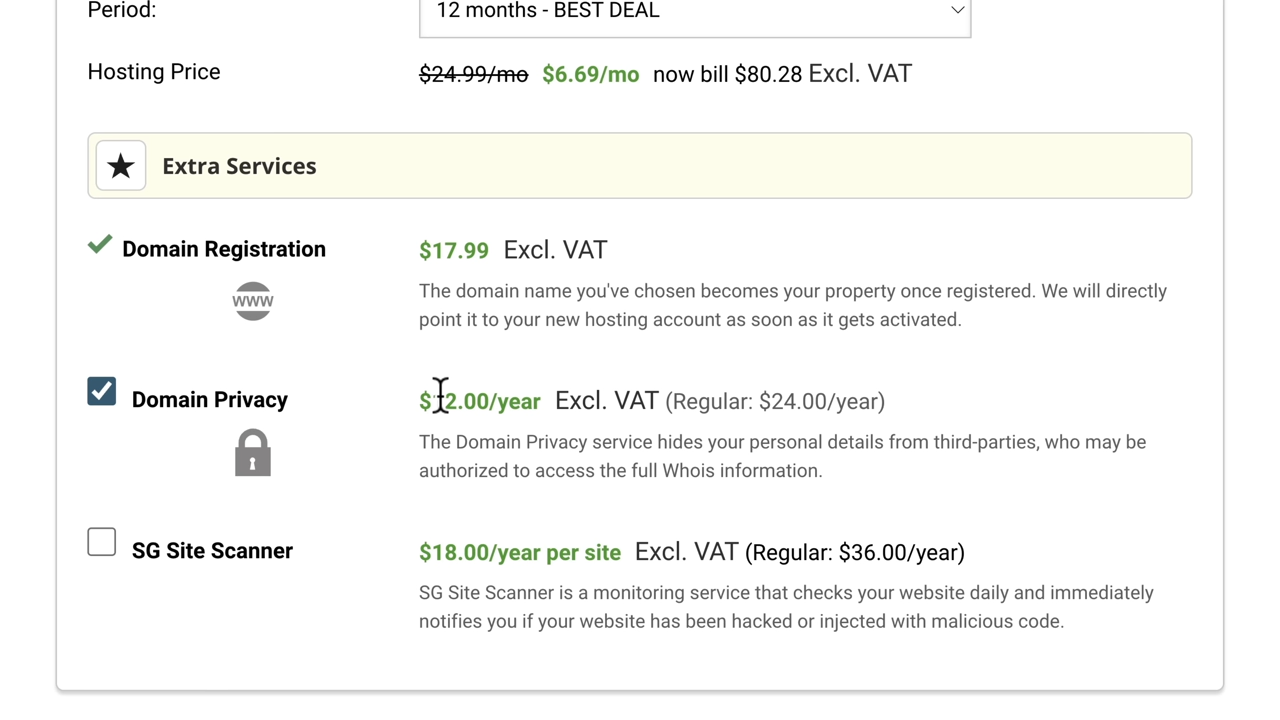 Period:
12 months - BEST DEAL
Hosting Price
$24.99/mo $6.69/mo now bill $80.28 Excl. VAT
Extra Services
Domain Registration
$17.99 Excl. VAT
WWW
The domain name you've chosen becomes your property once registered. We will directly
point it to your new hosting account as soon as it gets activated.
Domain Privacy
$12.00/year Excl. VAT (Regular: $24.00/year)
The Domain Privacy service hides your personal details from third-parties, who may be
authorized to access the full Whois information.
SG Site Scanner
$18.00/year per site Excl. VAT (Regular: $36.00/year)
SG Site Scanner is a monitoring service that checks your website daily and immediately
notifies you if your website has been hacked or injected with malicious code.